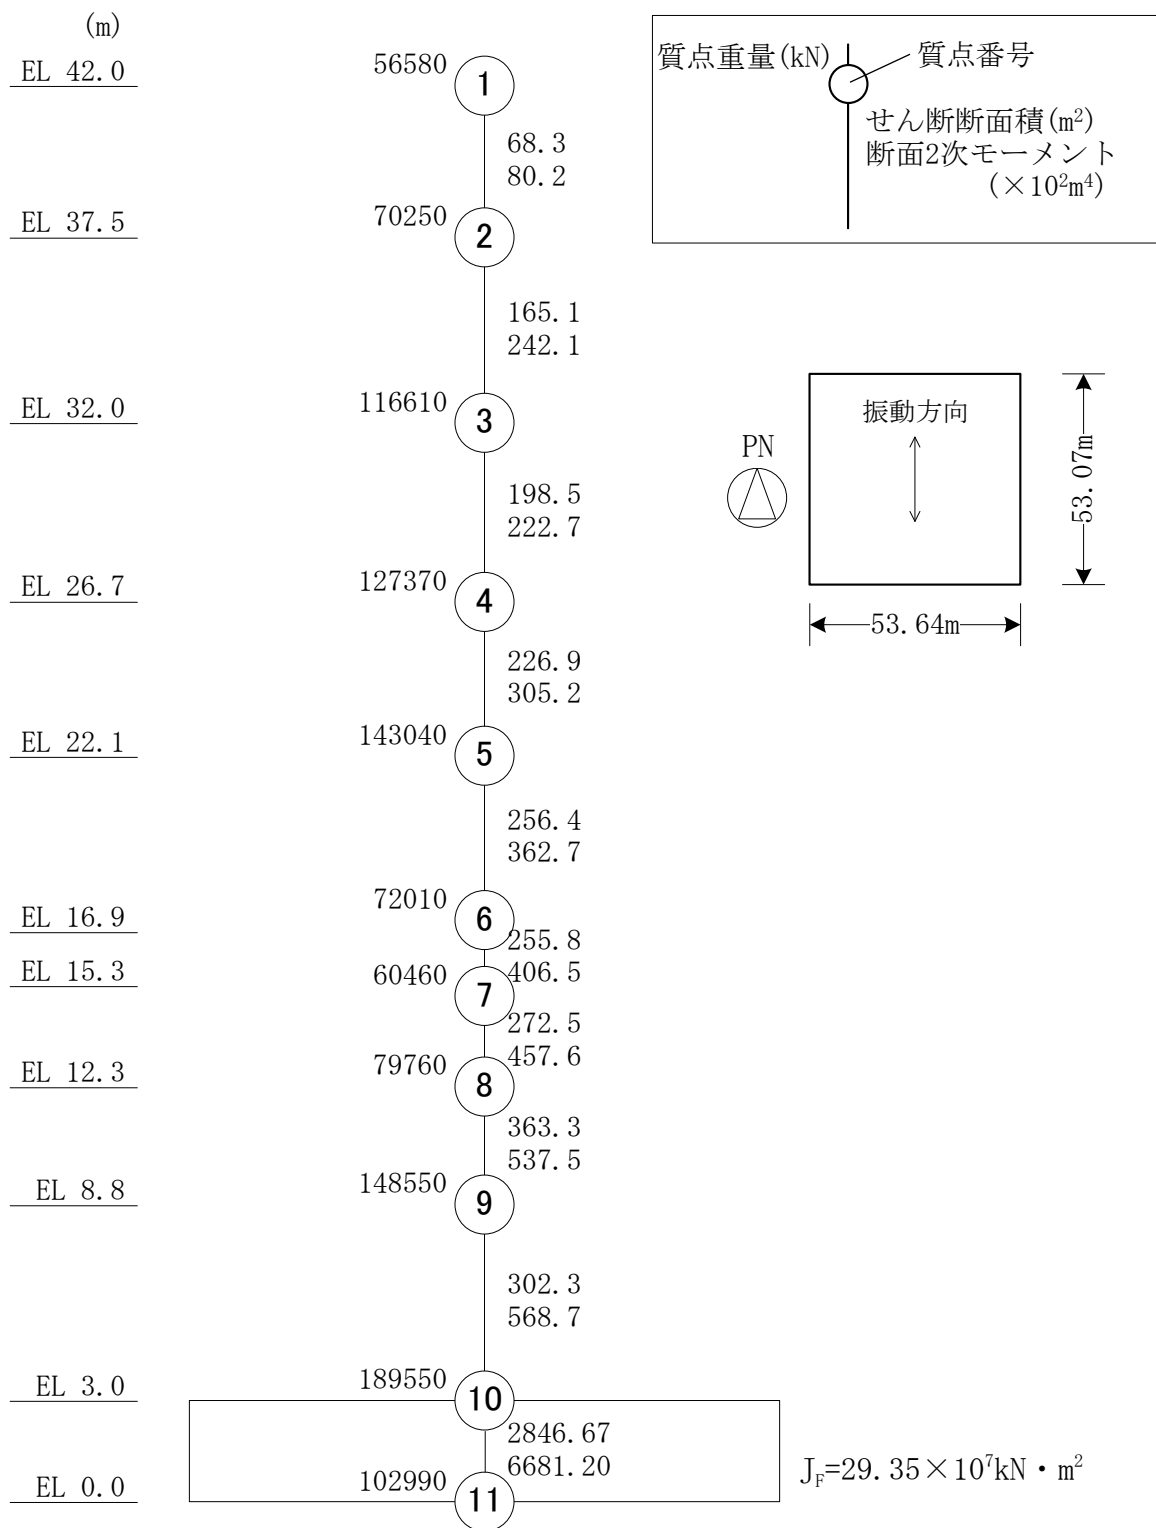 (m)
EL 42.0
56580
1
68.3
80.2
EL 37.5
70250
2
165.1
242.1
EL 32.0
116610
3
198.5
222.7
EL 26.7
127370
4
226.9
305.2
EL 22.1
143040
5
256.4
362.7
EL 16.9
72010
6
255.8
406.5
EL 15.3
60460
7
272.5
457.6
EL 12.3
79760
8
363.3
537.5
EL 8.8
148550
9
302.3
568.7
EL 3.0
189550
10
2846.67
6681.20
EL 0.0
102990
11
J_F=29.35×10⁷kN・m²
質点重量(kN)
質点番号
せん断断面積(m²)
断面2次モーメント
(×10²m⁴)
振動方向
PN
53.07m
53.64m